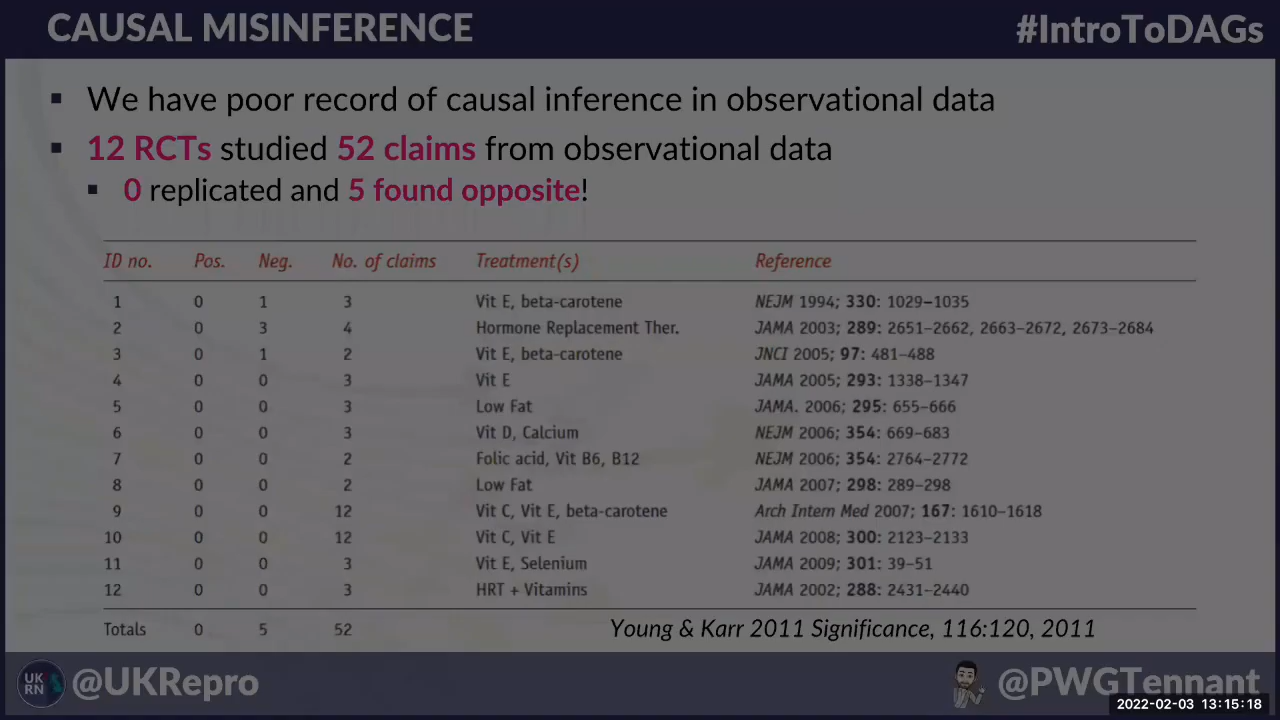 CAUSAL MISINFERENCE #IntroToDAGs
▪ We have poor record of causal inference in observational data
▪ 12 RCTs studied 52 claims from observational data
▪ 0 replicated and 5 found opposite!
ID no. Pos. Neg. No. of claims Treatment(s) Reference
1 0 1 3 Vit E, beta-carotene NEJM 1994; 330: 1029–1035
2 0 3 4 Hormone Replacement Ther. JAMA 2003; 289: 2651–2662, 2663–2672, 2673–2684
3 0 1 2 Vit E, beta-carotene JNCI 2005; 97: 481–488
4 0 0 3 Vit E JAMA 2005; 293: 1338–1347
5 0 0 3 Low Fat JAMA. 2006; 295: 655–666
6 0 0 3 Vit D, Calcium NEJM 2006; 354: 669–683
7 0 0 2 Folic acid, Vit B6, B12 NEJM 2006; 354: 2764–2772
8 0 0 2 Low Fat JAMA 2007; 298: 289–298
9 0 0 12 Vit C, Vit E, beta-carotene Arch Intern Med 2007; 167: 1610–1618
10 0 0 12 Vit C, Vit E JAMA 2008; 300: 2123–2133
11 0 0 3 Vit E, Selenium JAMA 2009; 301: 39–51
12 0 0 3 HRT + Vitamins JAMA 2002; 288: 2431–2440
Totals 0 5 52 Young & Karr 2011 Significance, 116:120, 2011
UK
RN
@UKRepro @PWGTennant
2022-02-03 13:15:18